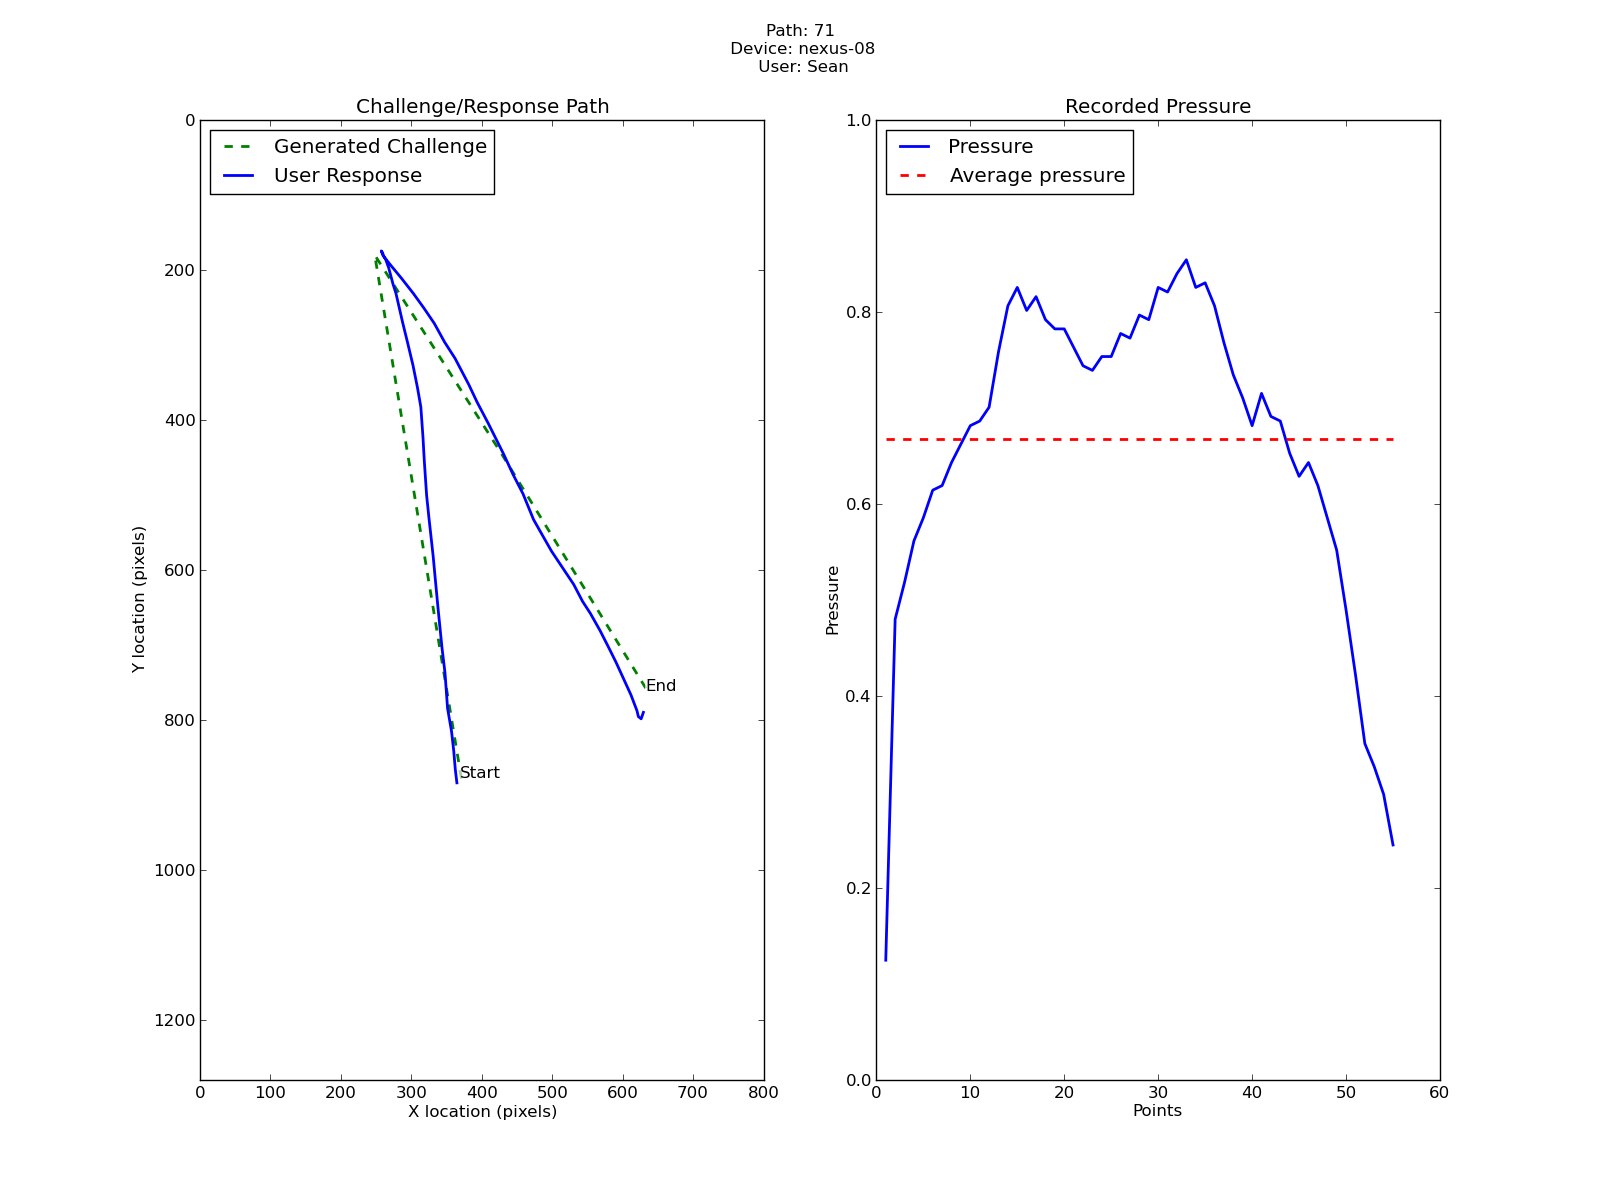 Path: 71
Device: nexus-08
User: Sean
Challenge/Response Path
Generated Challenge
User Response
0
200
400
600
800
1000
1200
Y location (pixels)
Start
End
0 100 200 300 400 500 600 700 800
X location (pixels)
Recorded Pressure
Pressure
Average pressure
1.0
0.8
0.6
0.4
0.2
0.0
Pressure
0 10 20 30 40 50 60
Points